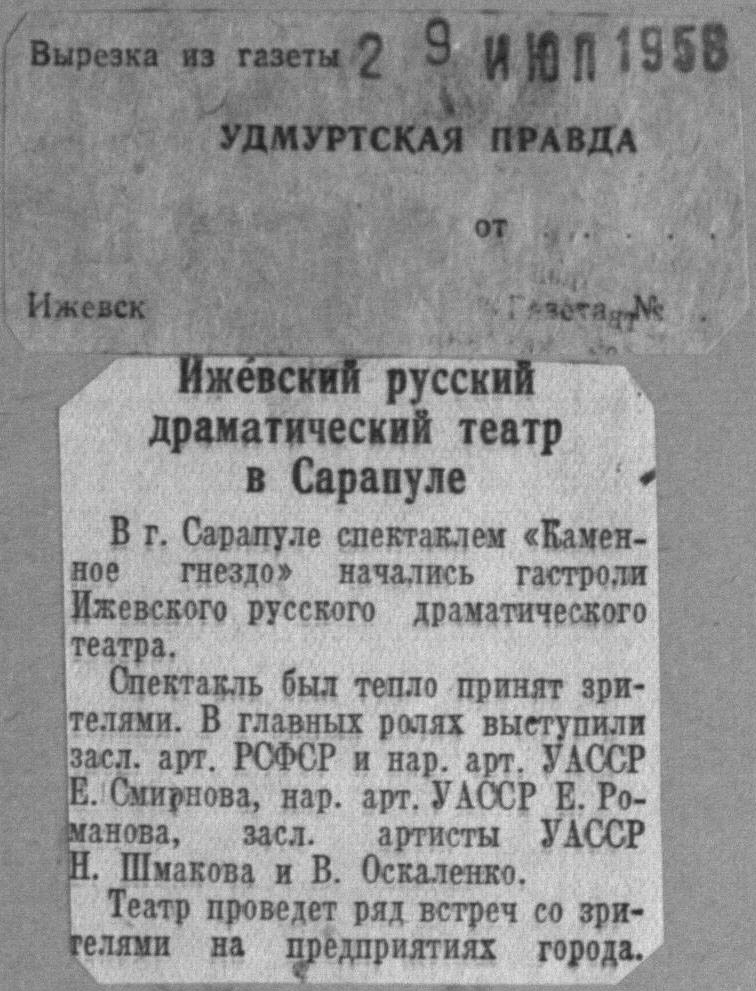 Вырезка из газеты 29 ИЮЛ 1958
УДМУРТСКАЯ ПРАВДА
от . . . . .
Ижевск Газета № .
Ижевский русский
драматический театр
в Сарапуле
В г. Сарапуле спектаклем «Камен-
ное гнездо» начались гастроли
Ижевского русского драматического
театра.
Спектакль был тепло принят зри-
телями. В главных ролях выступили
засл. арт. РСФСР и нар. арт. УАССР
Е. Смирнова, нар. арт. УАССР Е. Ро-
манова, засл. артисты УАССР
Н. Шмакова и В. Оскаленко.
Театр проведет ряд встреч со зри-
телями на предприятиях города.